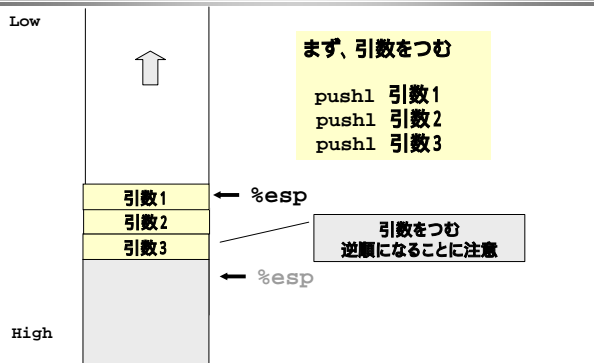 Low
まず、引数をつむ
pushl 引数1
pushl 引数2
pushl 引数3
引数1
← %esp
引数2
引数3
引数をつむ
逆順になることに注意
← %esp
High